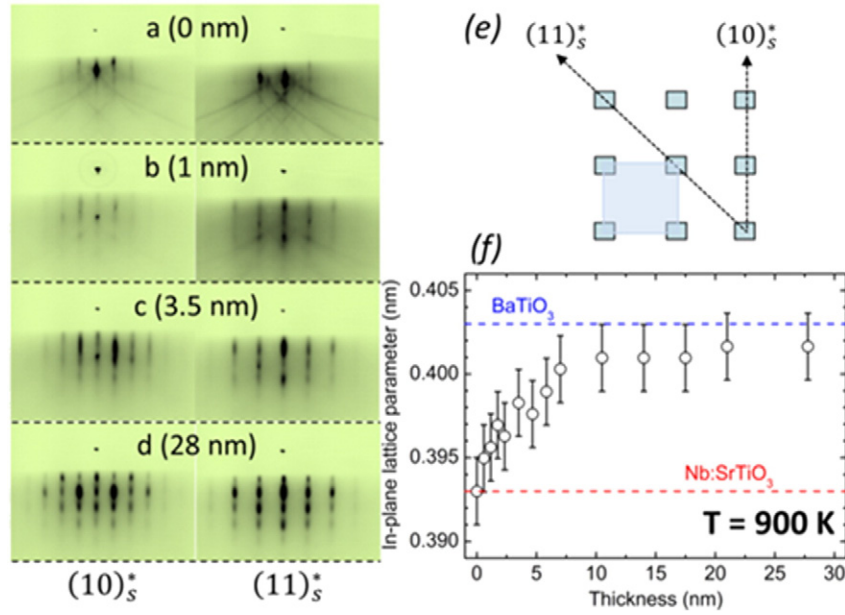 a (0 nm)
b (1 nm)
c (3.5 nm)
d (28 nm)
(10)*s (11)*s
(e)
(11)*s (10)*s
(f)
In-plane lattice parameter (nm)
0.405
0.400
0.395
0.390
BaTiO3
Nb:SrTiO3
T = 900 K
0 5 10 15 20 25 30
Thickness (nm)